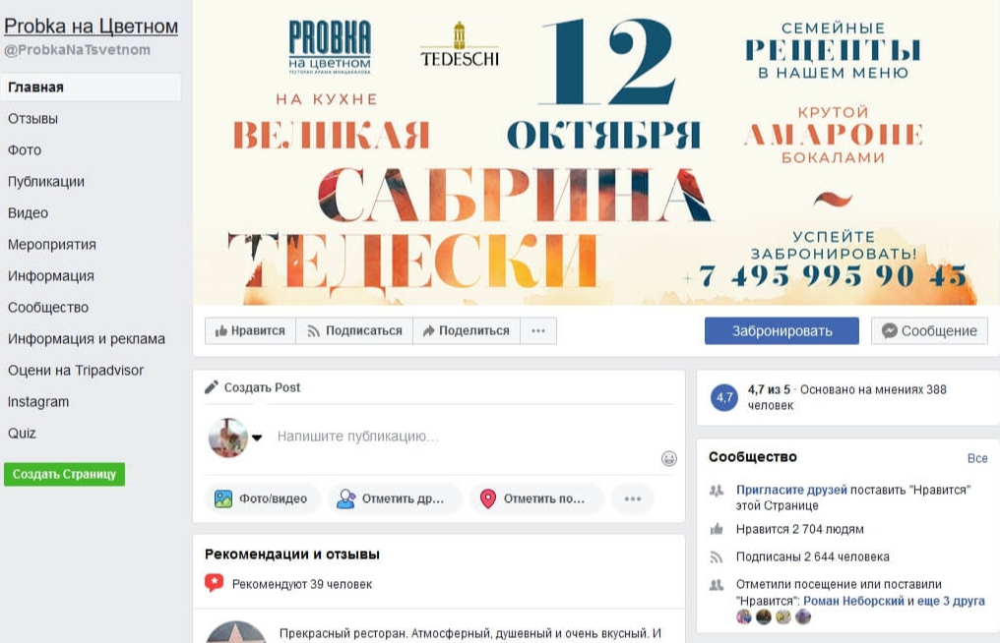 Probka на Цветном
@ProbkaNaTsvetnom
Главная
Отзывы
Фото
Публикации
Видео
Мероприятия
Информация
Сообщество
Информация и реклама
Оцени на Tripadvisor
Instagram
Quiz
Создать Страницу
PROBKA
на цветном
РЕСТОРАН АРАМА МНАЦАКАНОВА
TEDESCHI
12
ОКТЯБРЯ
НА КУХНЕ
ВЕЛИКАЯ
САБРИНА
ТЕДЕСКИ
СЕМЕЙНЫЕ
РЕЦЕПТЫ
В НАШЕМ МЕНЮ
КРУТОЙ
АМАРОНЕ
БОКАЛАМИ
УСПЕЙТЕ
ЗАБРОНИРОВАТЬ!
+7 495 995 90 45
Нравится
Подписаться
Поделиться
...
Забронировать
Сообщение
Создать Post
Напишите публикацию...
Фото/видео
Отметить др...
Отметить по...
...
Рекомендации и отзывы
Рекомендуют 39 человек
Прекрасный ресторан. Атмосферный, душевный и очень вкусный. И
4,7
4,7 из 5 · Основано на мнениях 388
человек
Сообщество
Все
Пригласите друзей поставить "Нравится"
этой Странице
Нравится 2 704 людям
Подписаны 2 644 человека
Отметили посещение или поставили
"Нравится": Роман Неборский и еще 3 друга